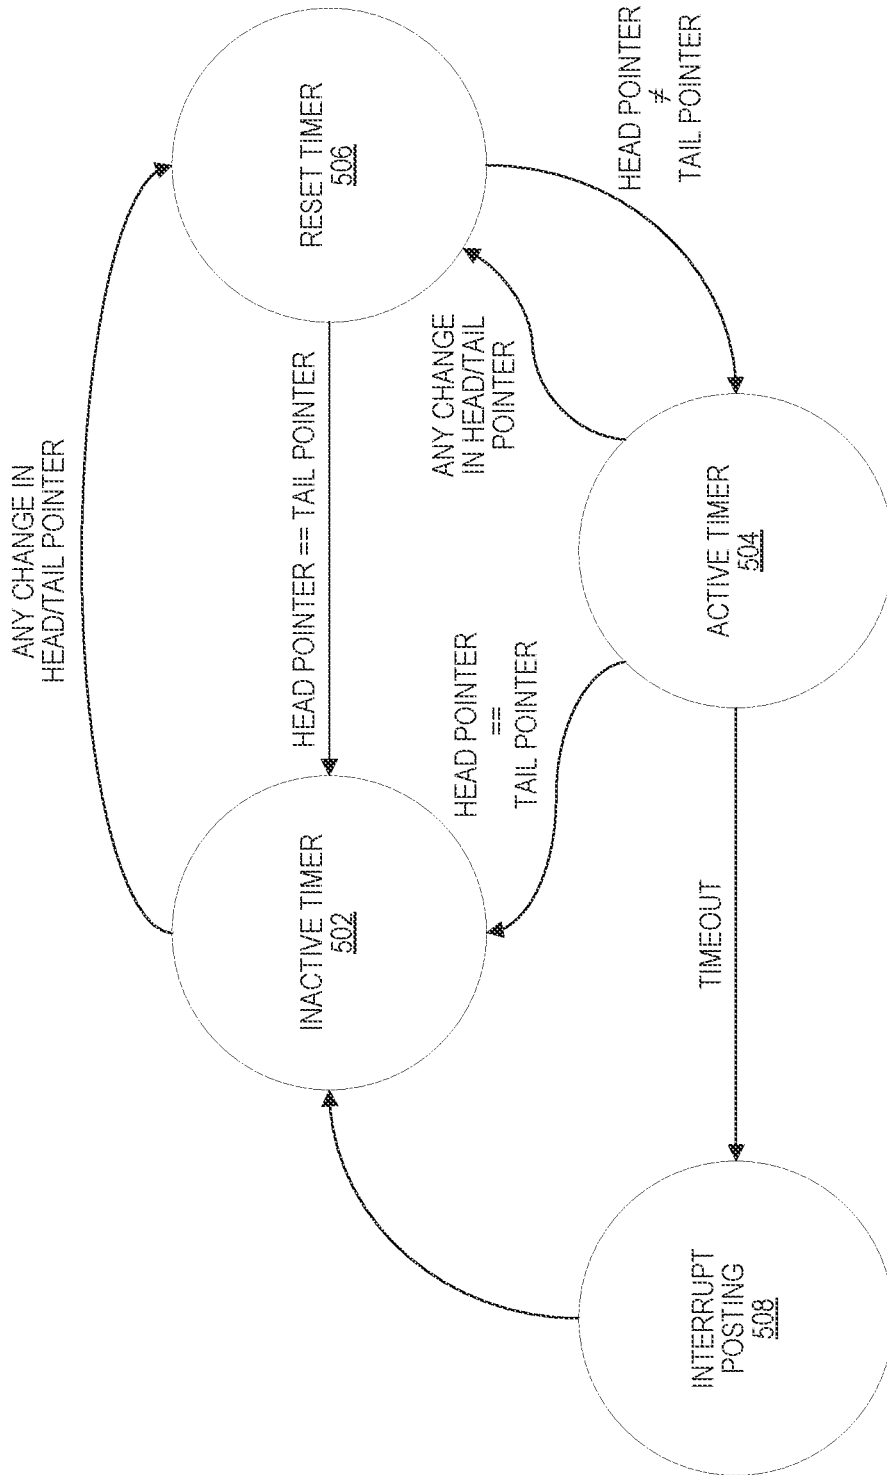 ANY CHANGE IN
HEAD/TAIL POINTER
INACTIVE TIMER
502
HEAD POINTER == TAIL POINTER
RESET TIMER
506
HEAD POINTER
==
TAIL POINTER
ANY CHANGE
IN HEAD/TAIL
POINTER
HEAD POINTER
≠
TAIL POINTER
INTERRUPT
POSTING
508
TIMEOUT
ACTIVE TIMER
504